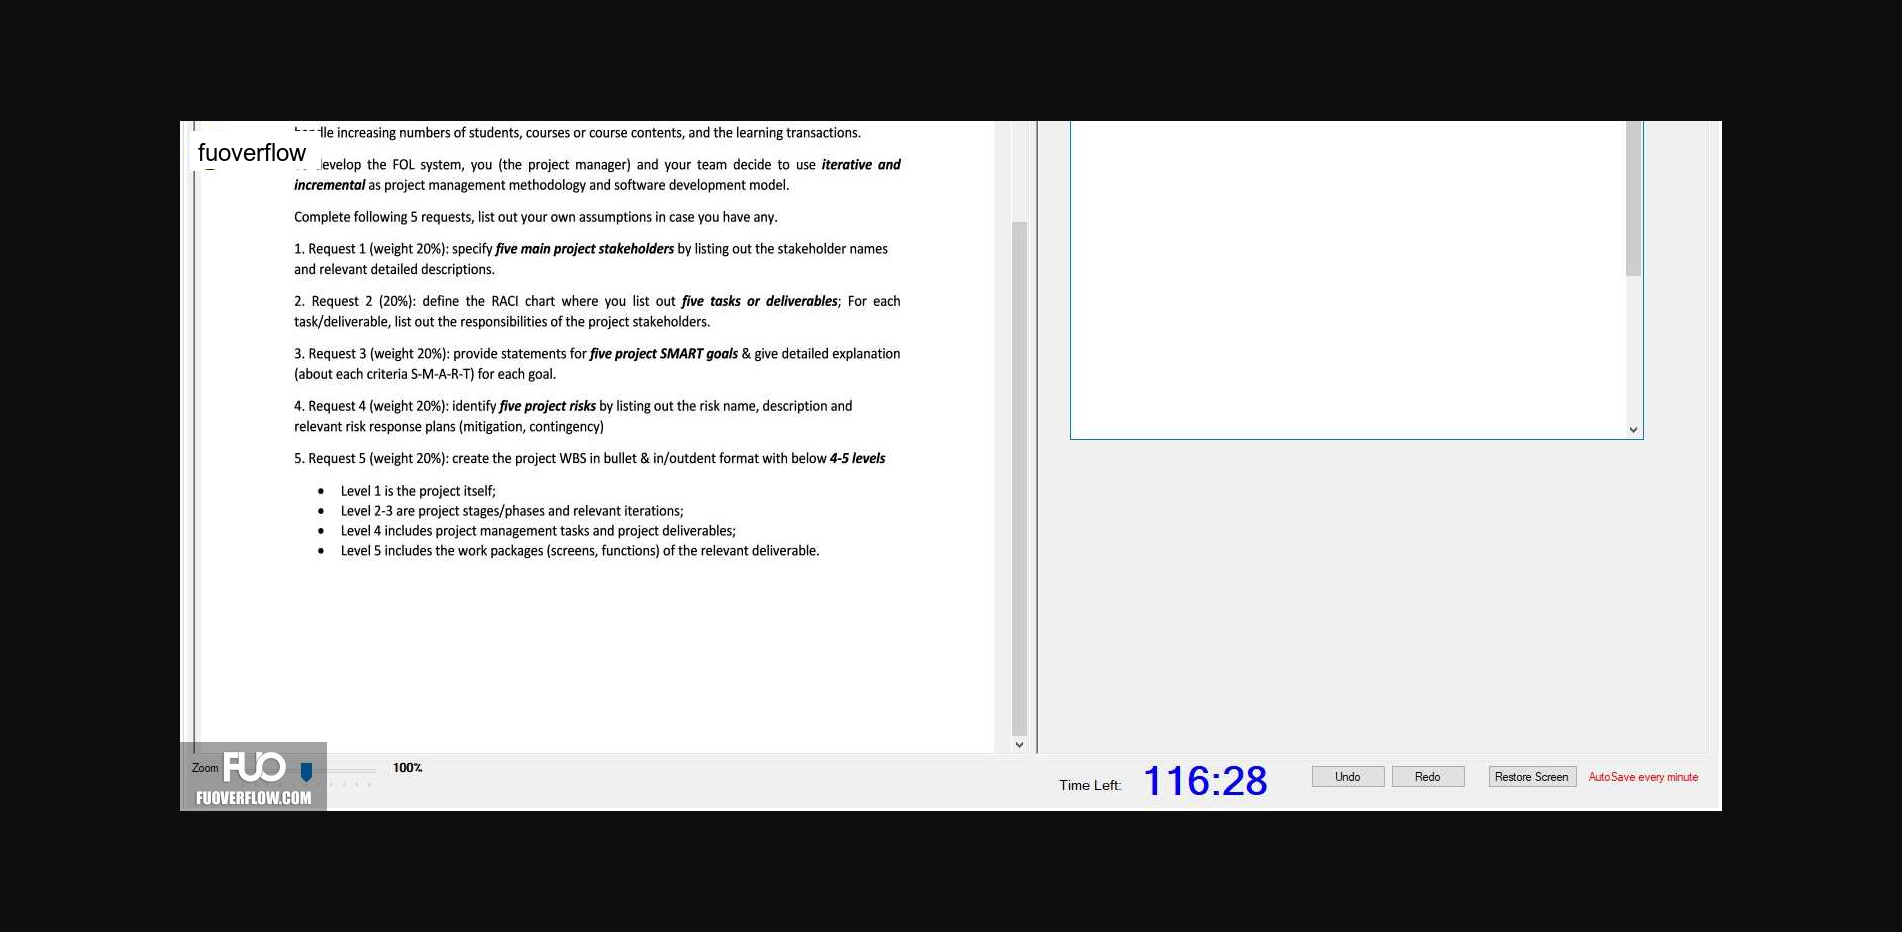 handle increasing numbers of students, courses or course contents, and the learning transactions.
fuoverflow
develop the FOL system, you (the project manager) and your team decide to use iterative and
incremental as project management methodology and software development model.
Complete following 5 requests, list out your own assumptions in case you have any.
1. Request 1 (weight 20%): specify five main project stakeholders by listing out the stakeholder names
and relevant detailed descriptions.
2. Request 2 (20%): define the RACI chart where you list out five tasks or deliverables; For each
task/deliverable, list out the responsibilities of the project stakeholders.
3. Request 3 (weight 20%): provide statements for five project SMART goals & give detailed explanation
(about each criteria S-M-A-R-T) for each goal.
4. Request 4 (weight 20%): identify five project risks by listing out the risk name, description and
relevant risk response plans (mitigation, contingency)
5. Request 5 (weight 20%): create the project WBS in bullet & in/outdent format with below 4-5 levels
• Level 1 is the project itself;
• Level 2-3 are project stages/phases and relevant iterations;
• Level 4 includes project management tasks and project deliverables;
• Level 5 includes the work packages (screens, functions) of the relevant deliverable.
Zoom
FUO
100%
FUOVERFLOW.COM
Time Left:
116:28
Undo
Redo
Restore Screen
AutoSave every minute